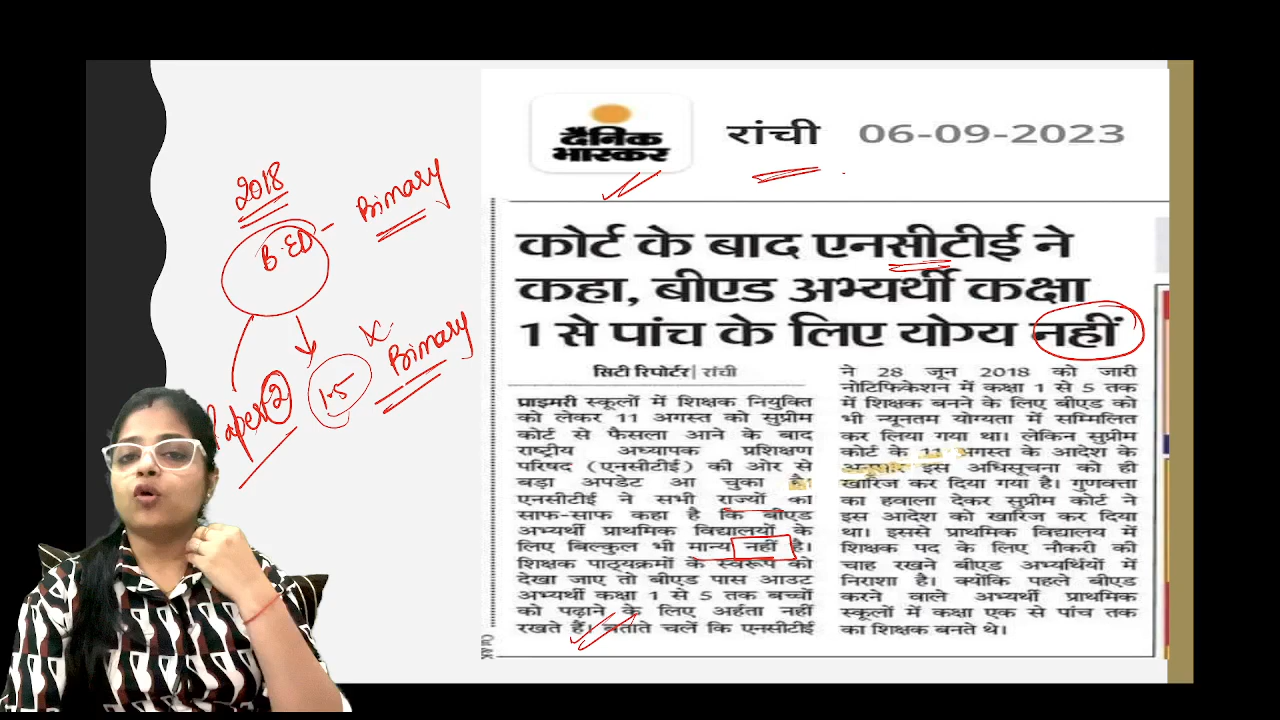 दैनिक
भास्कर
रांची 06-09-2023
कोर्ट के बाद एनसीटीई ने
कहा, बीएड अभ्यर्थी कक्षा
1 से पांच के लिए योग्य नहीं
सिटी रिपोर्टर| रांची
प्राइमरी स्कूलों में शिक्षक नियुक्ति
को लेकर 11 अगस्त को सुप्रीम
कोर्ट से फैसला आने के बाद
राष्ट्रीय अध्यापक प्रशिक्षण
परिषद (एनसीटीई) की ओर से
बड़ा अपडेट आ चुका है।
एनसीटीई ने सभी राज्यों को
साफ-साफ कहा है कि बीएड
अभ्यर्थी प्राथमिक विद्यालयों के
लिए बिल्कुल भी मान्य नहीं है।
शिक्षक पाठ्यक्रमों के स्वरूप को
देखा जाए तो बीएड पास आउट
अभ्यर्थी कक्षा 1 से 5 तक बच्चों
को पढ़ाने के लिए अर्हता नहीं
रखते हैं। बताते चलें कि एनसीटीई
ने 28 जून 2018 को जारी
नोटिफिकेशन में कक्षा 1 से 5 तक
में शिक्षक बनने के लिए बीएड को
भी न्यूनतम योग्यता में सम्मिलित
कर लिया गया था। लेकिन सुप्रीम
कोर्ट के 11 अगस्त के आदेश के
अनुसार इस अधिसूचना को ही
खारिज कर दिया गया है। गुणवत्ता
का हवाला देकर सुप्रीम कोर्ट ने
इस आदेश को खारिज कर दिया
था। इससे प्राथमिक विद्यालय में
शिक्षक पद के लिए नौकरी की
चाह रखने बीएड अभ्यर्थियों में
निराशा है। क्योंकि पहले बीएड
करने वाले अभ्यर्थी प्राथमिक
स्कूलों में कक्षा एक से पांच तक
का शिक्षक बनते थे।
2018
B.ED - Primary
Paper 2
1-5 X Primary